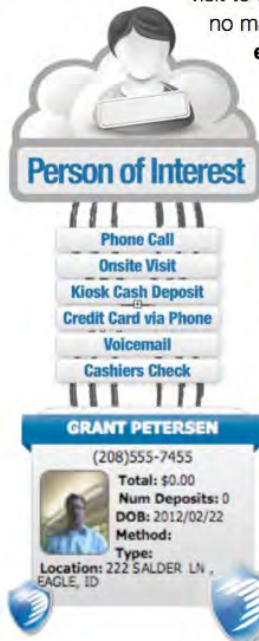 no ma
e
Person of Interest
Phone Call
Onsite Visit
Kiosk Cash Deposit
Credit Card via Phone
Voicemail
Cashiers Check
GRANT PETERSEN
(208)555-7455
Total: $0.00
Num Deposits: 0
DOB: 2012/02/22
Method:
Type:
Location: 222 SALDER LN ,
EAGLE, ID